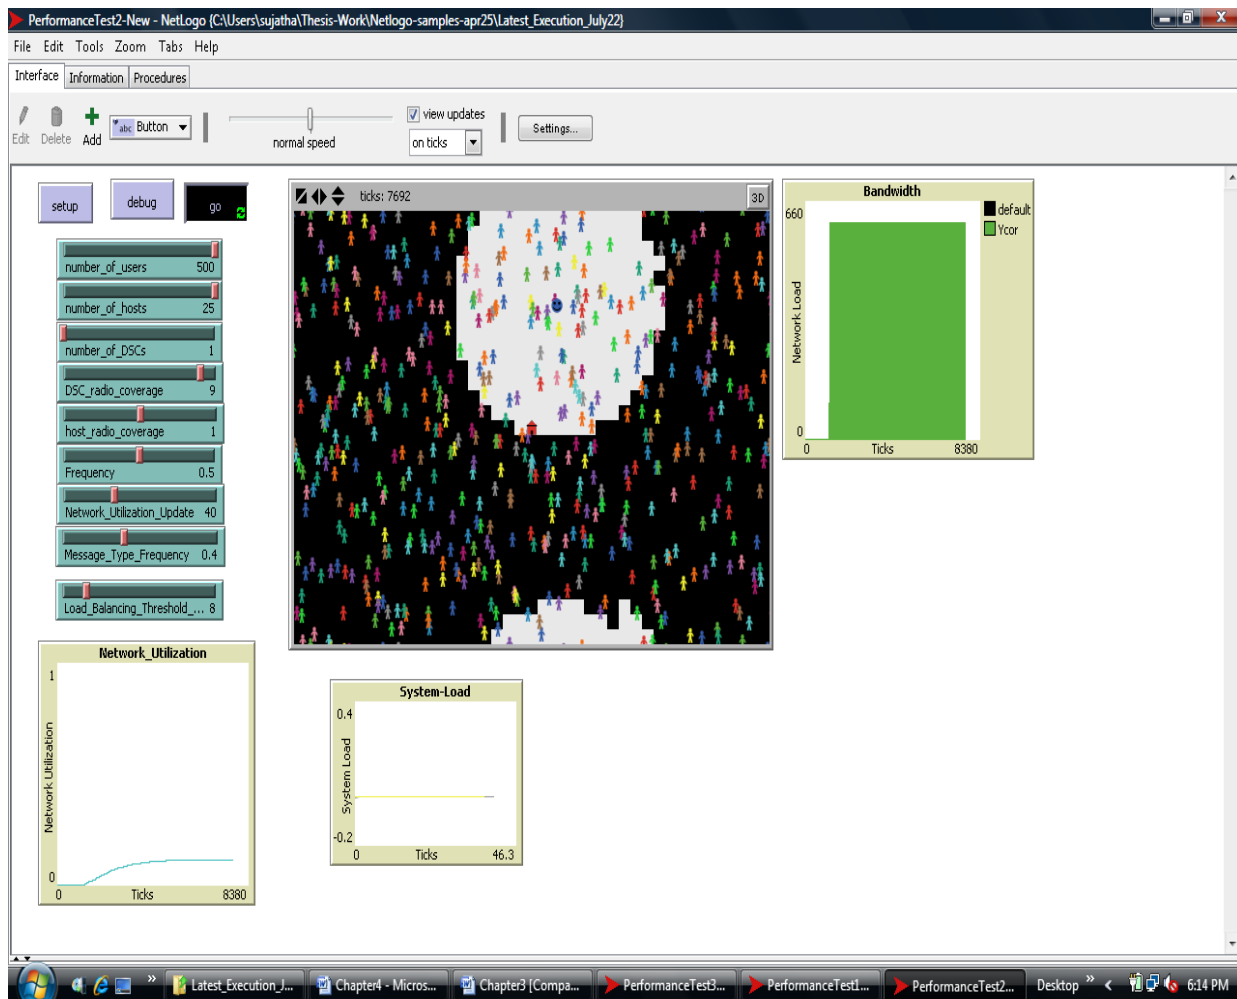 PerformanceTest2-New - NetLogo {C:\Users\sujatha\Thesis-Work\Netlogo-samples-apr25\Latest_Execution_July22}
File Edit Tools Zoom Tabs Help
Interface Information Procedures
Edit Delete Add abc Button normal speed view updates on ticks Settings...
setup debug go
ticks: 7692 3D
number_of_users 500
number_of_hosts 25
number_of_DSCs 1
DSC_radio_coverage 9
host_radio_coverage 1
Frequency 0.5
Network_Utilization_Update 40
Message_Type_Frequency 0.4
Load_Balancing_Threshold_... 8
Bandwidth
660
Network Load
0
0 Ticks 8380
default
Ycor
Network_Utilization
1
Network Utilization
0
0 Ticks 8380
System-Load
0.4
System Load
-0.2
0 Ticks 46.3
Latest_Execution_J... Chapter4 - Micros... Chapter3 [Compa... PerformanceTest3... PerformanceTest1... PerformanceTest2... Desktop 6:14 PM